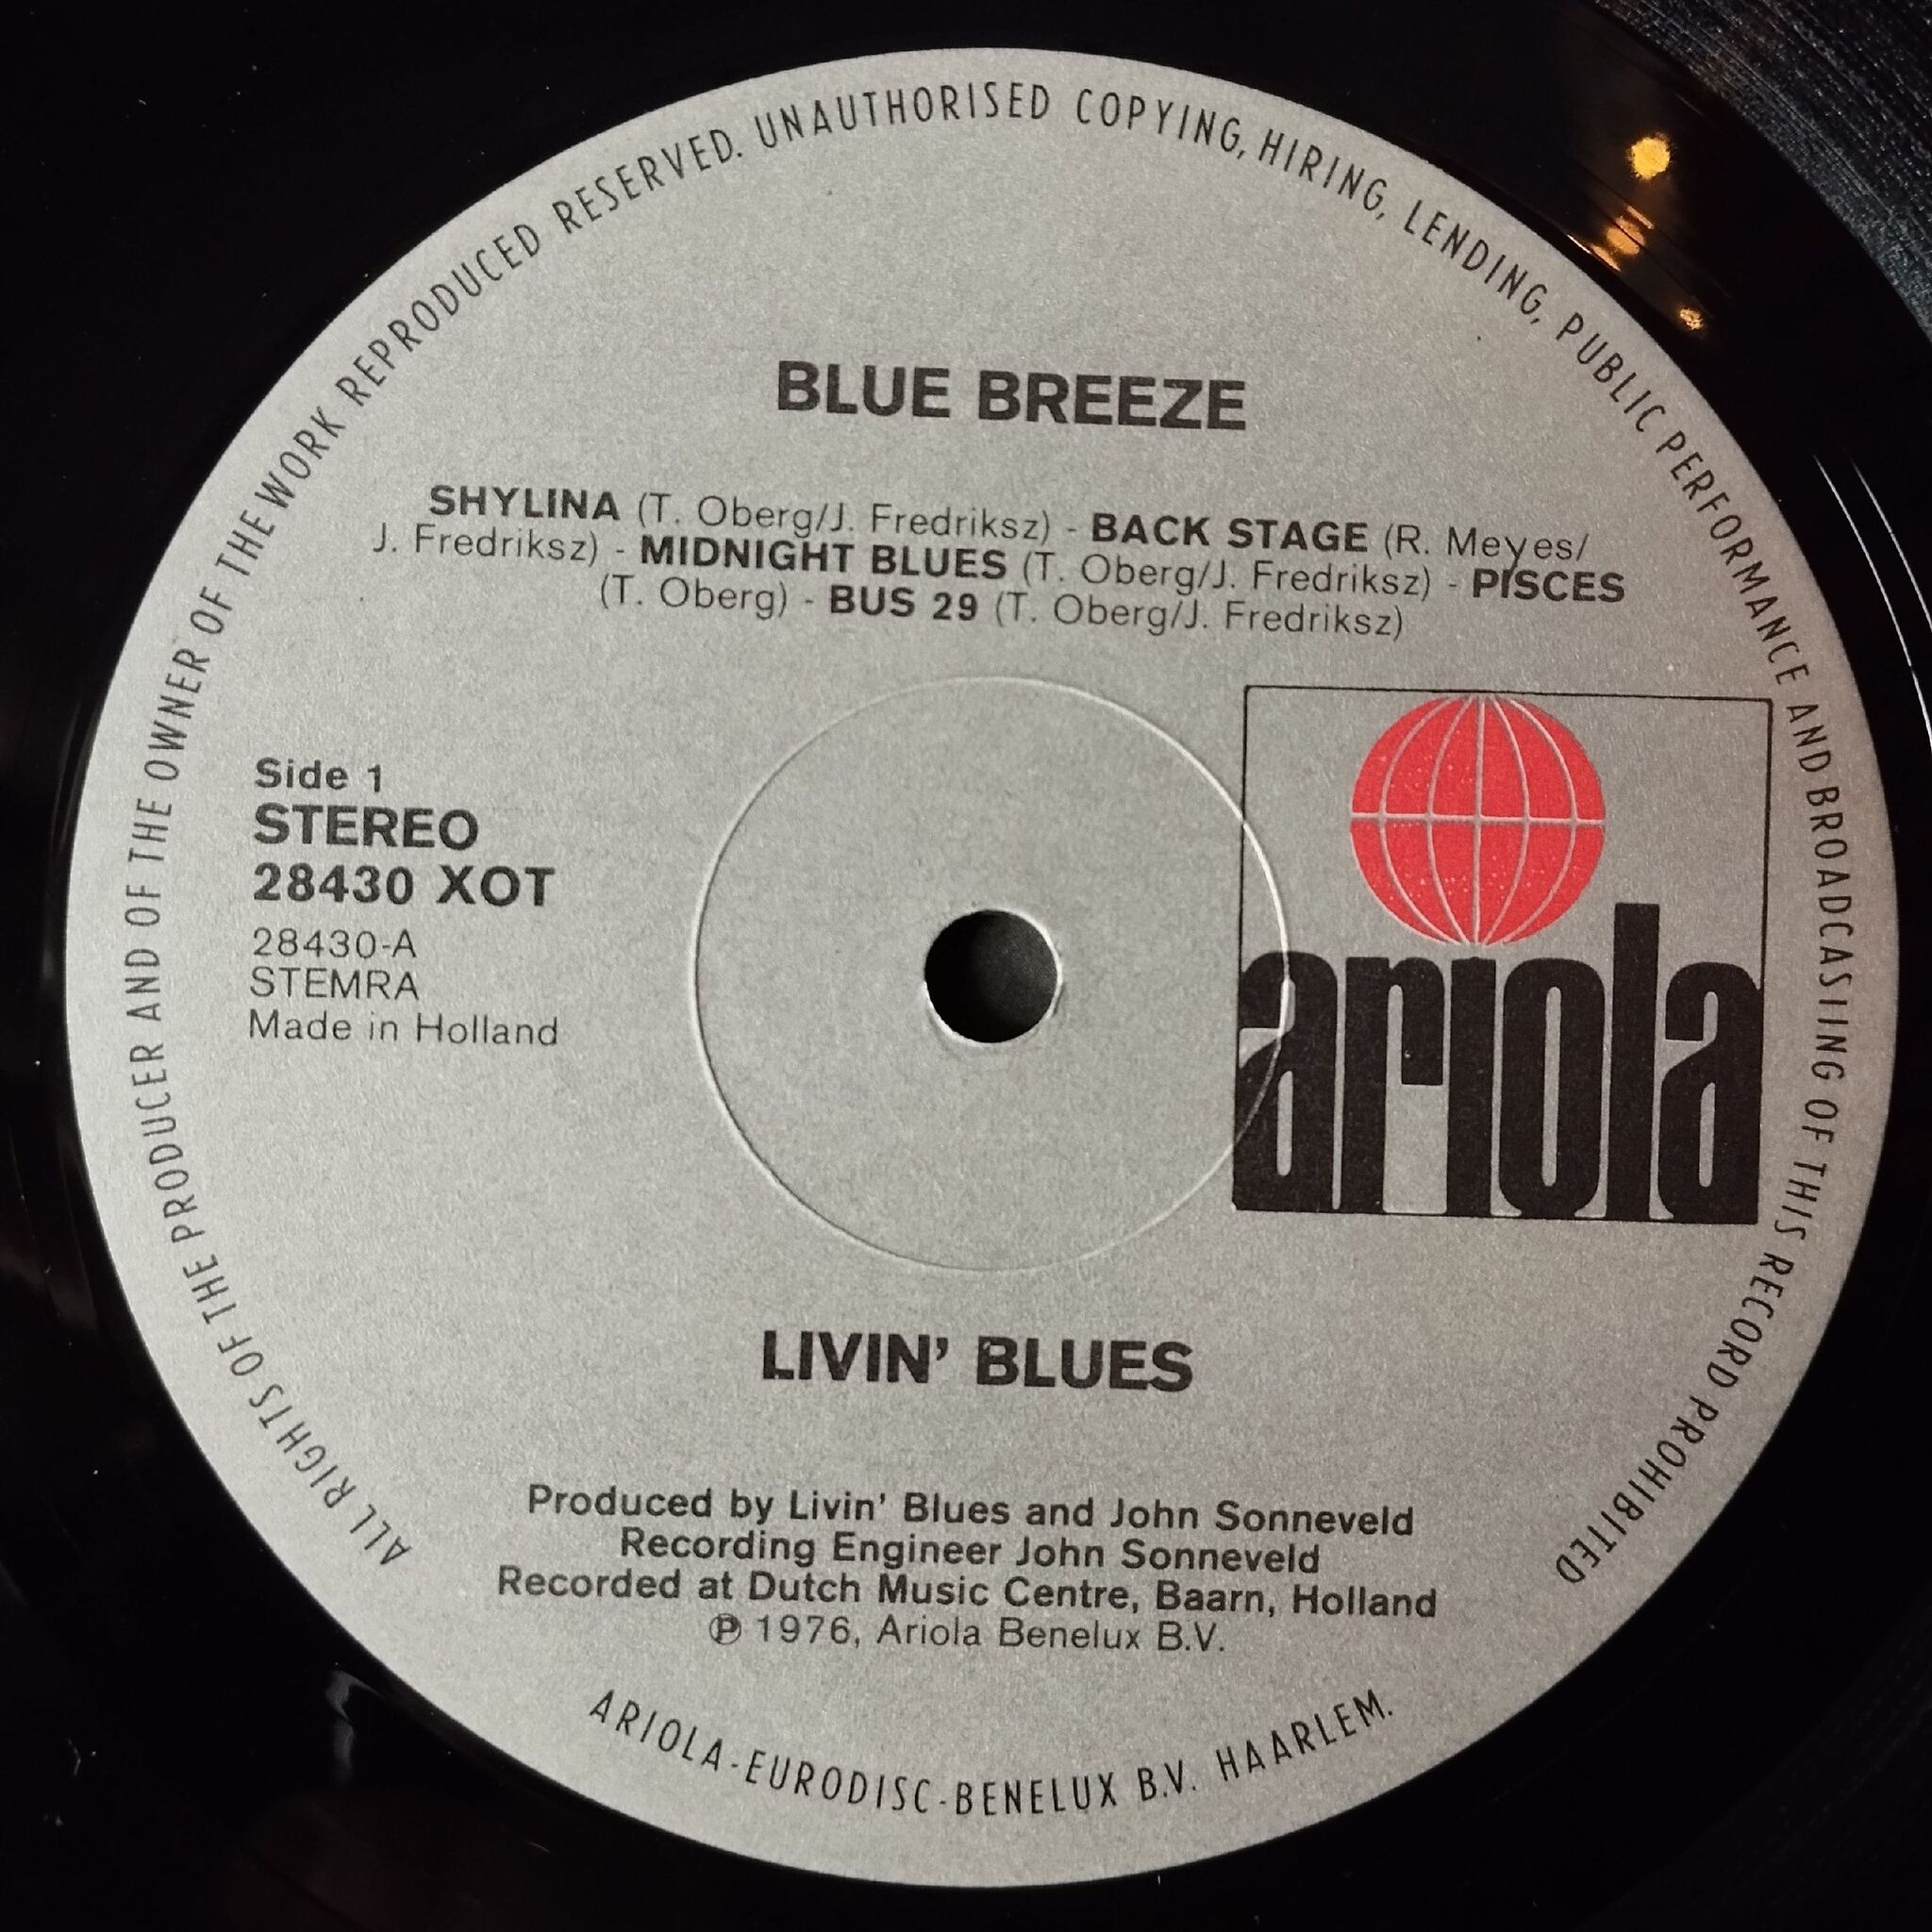 ALL RIGHTS OF THE PRODUCER AND OF THE OWNER OF THE WORK REPRODUCED RESERVED. UNAUTHORISED COPYING, HIRING, LENDING, PUBLIC PERFORMANCE AND BROADCASTING OF THIS RECORD PROHIBITED
BLUE BREEZE
SHYLINA (T. Oberg/J. Fredriksz) - BACK STAGE (R. Meyes/
J. Fredriksz) - MIDNIGHT BLUES (T. Oberg/J. Fredriksz) - PISCES
(T. Oberg) - BUS 29 (T. Oberg/J. Fredriksz)
Side 1
STEREO
28430 XOT
28430-A
STEMRA
Made in Holland
ariola
LIVIN' BLUES
Produced by Livin' Blues and John Sonneveld
Recording Engineer John Sonneveld
Recorded at Dutch Music Centre, Baarn, Holland
℗ 1976, Ariola Benelux B.V.
ARIOLA-EURODISC-BENELUX B.V. HAARLEM.